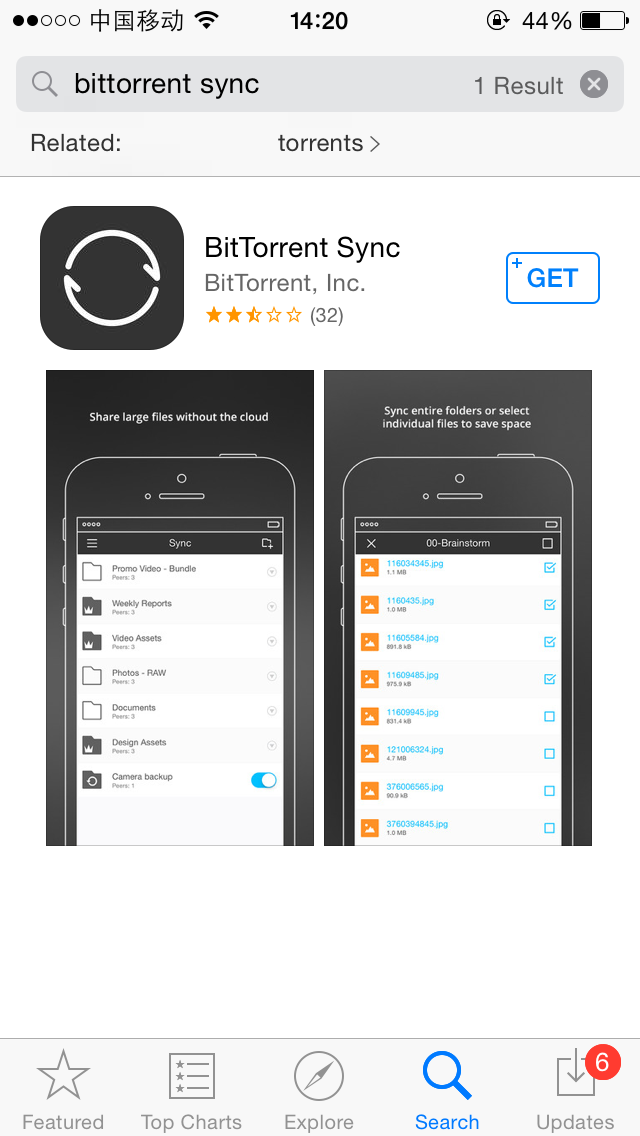 中国移动 14:20 44%
bittorrent sync 1 Result
Related: torrents
BitTorrent Sync
BitTorrent, Inc.
(32)
GET
Share large files without the cloud
Sync
Promo Video - Bundle
Peers: 3
Weekly Reports
Peers: 3
Video Assets
Peers: 3
Photos - RAW
Peers: 3
Documents
Peers: 3
Design Assets
Peers: 3
Camera backup
Peers: 1
Sync entire folders or select
individual files to save space
00-Brainstorm
116034345.jpg
1.1 MB
1160435.jpg
1.0 MB
11605584.jpg
891.8 kB
11609485.jpg
975.9 kB
11609945.jpg
831.4 kB
121006324.jpg
4.7 MB
376006565.jpg
90.9 kB
3760394845.jpg
1.0 MB
6
Featured Top Charts Explore Search Updates